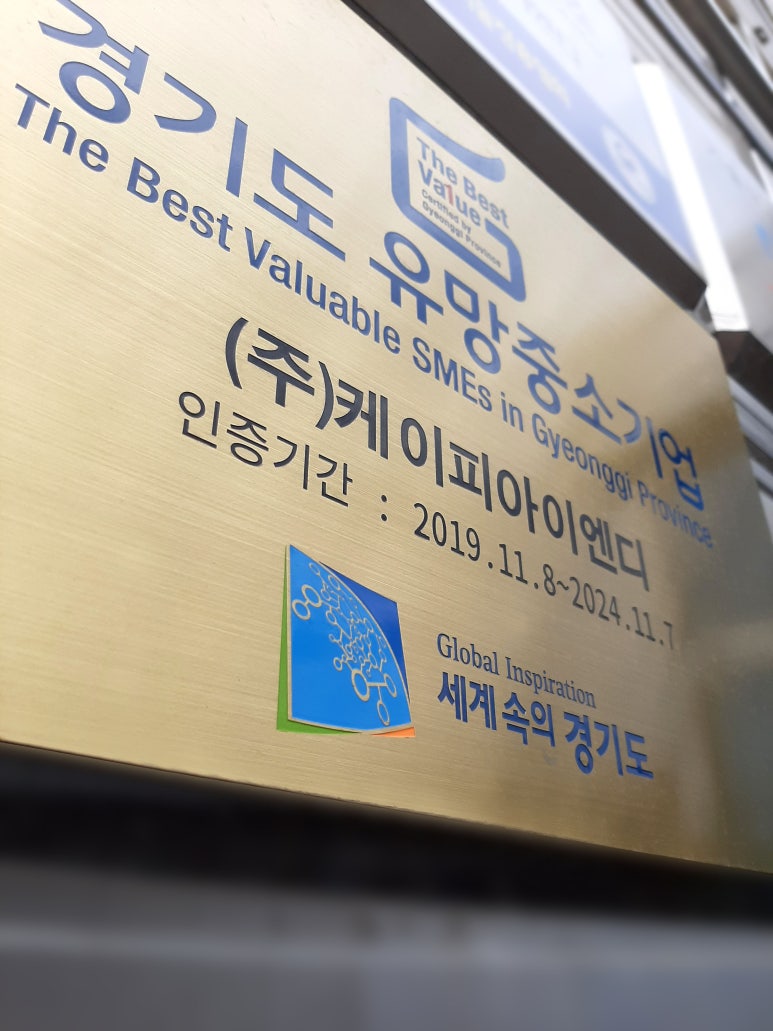 The Best
Va1ue
Certified by
Gyeonggi Province
경기도 유망중소기업
The Best Valuable SMEs in Gyeonggi Province
(주)케이피아이엔디
인증기간 : 2019.11.8~2024.11.7
Global Inspiration
세계속의 경기도